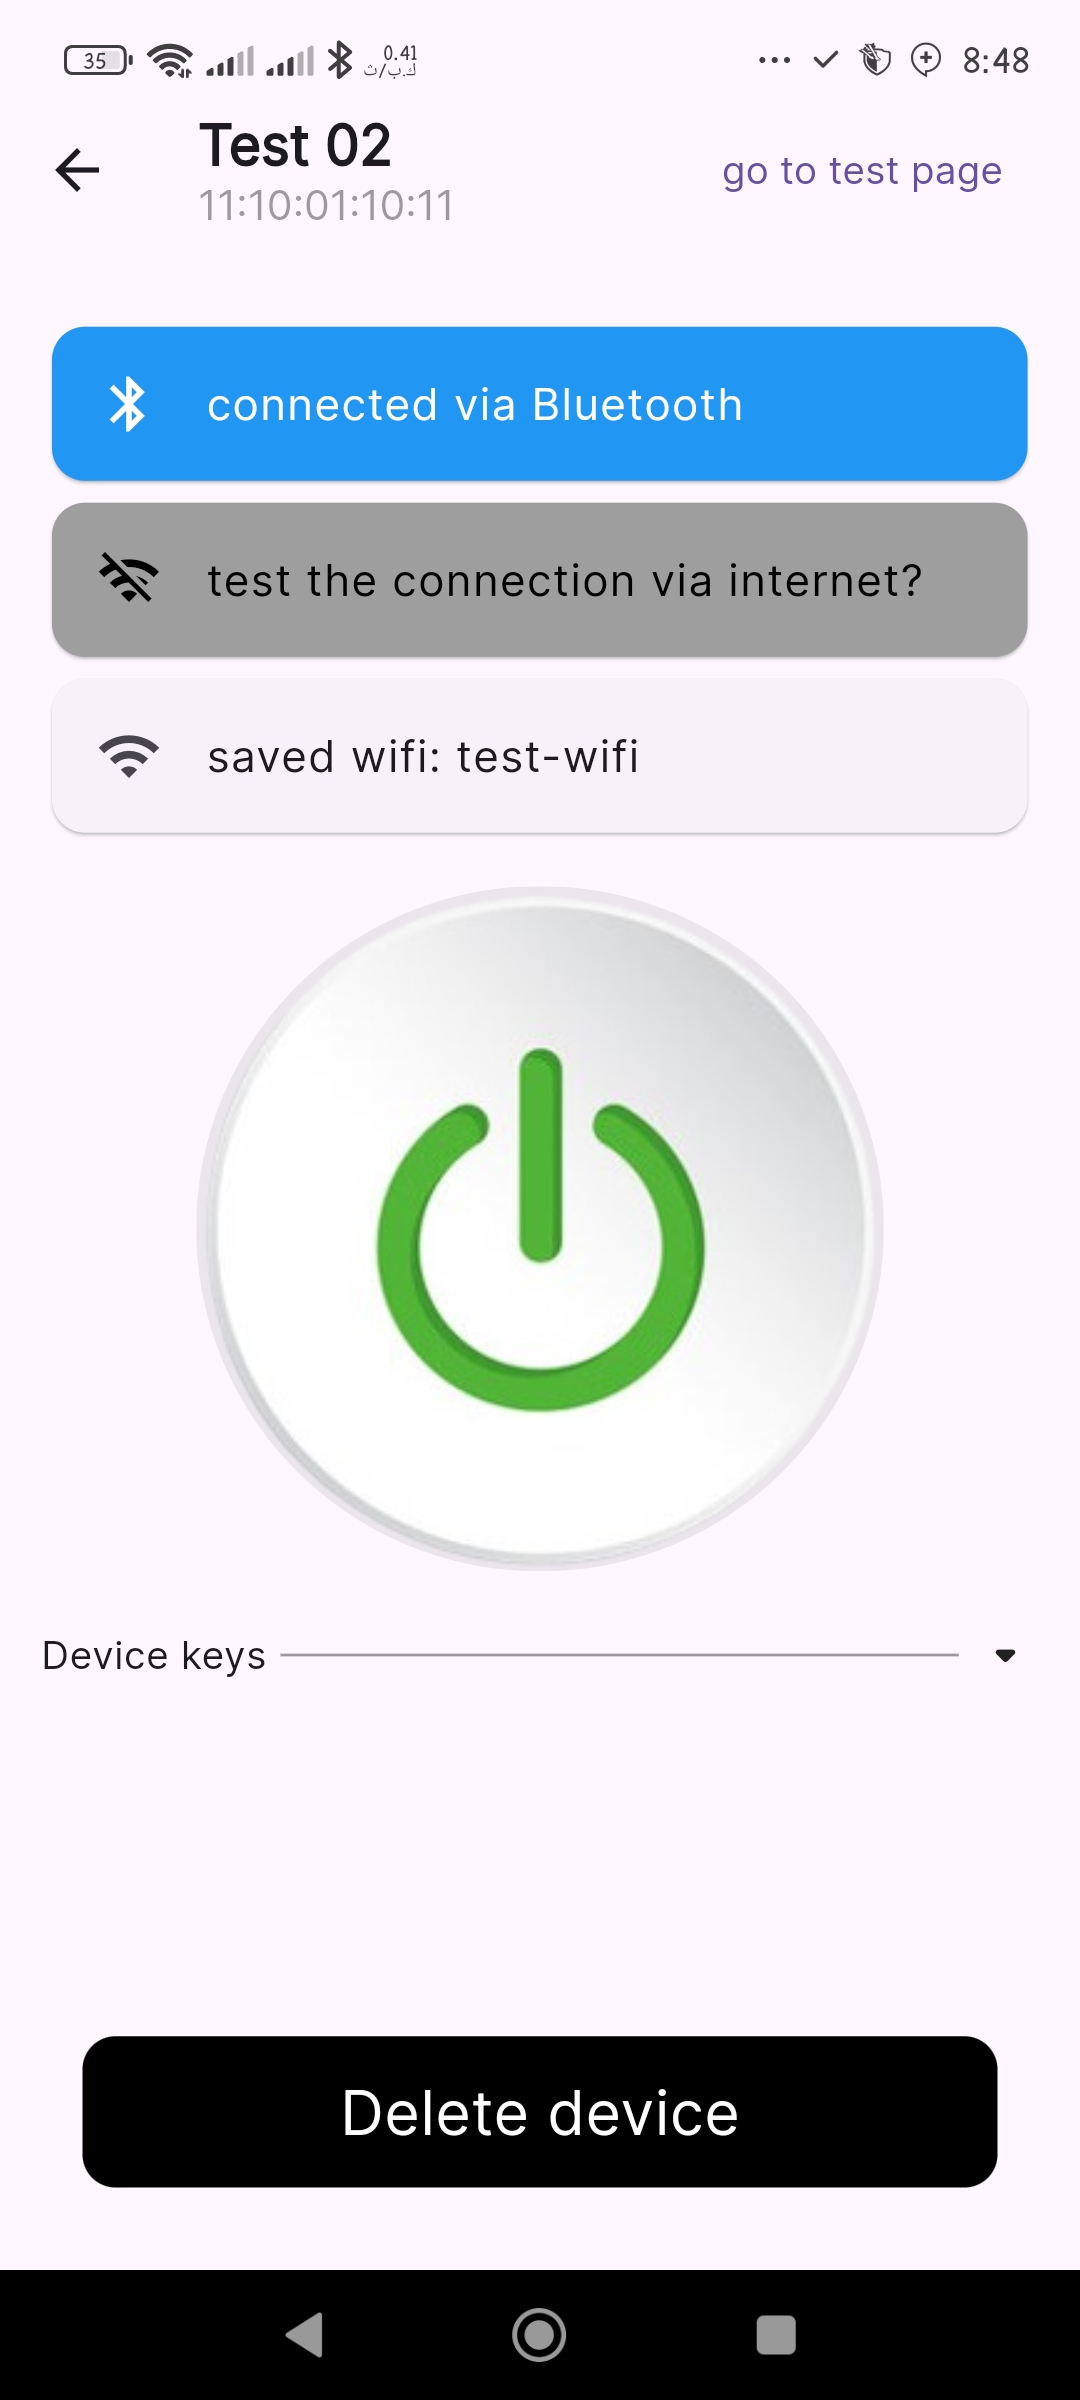 35
0.41
ك.ب/ث
8:48
Test 02
11:10:01:10:11
go to test page
connected via Bluetooth
test the connection via internet?
saved wifi: test-wifi
Device keys
Delete device